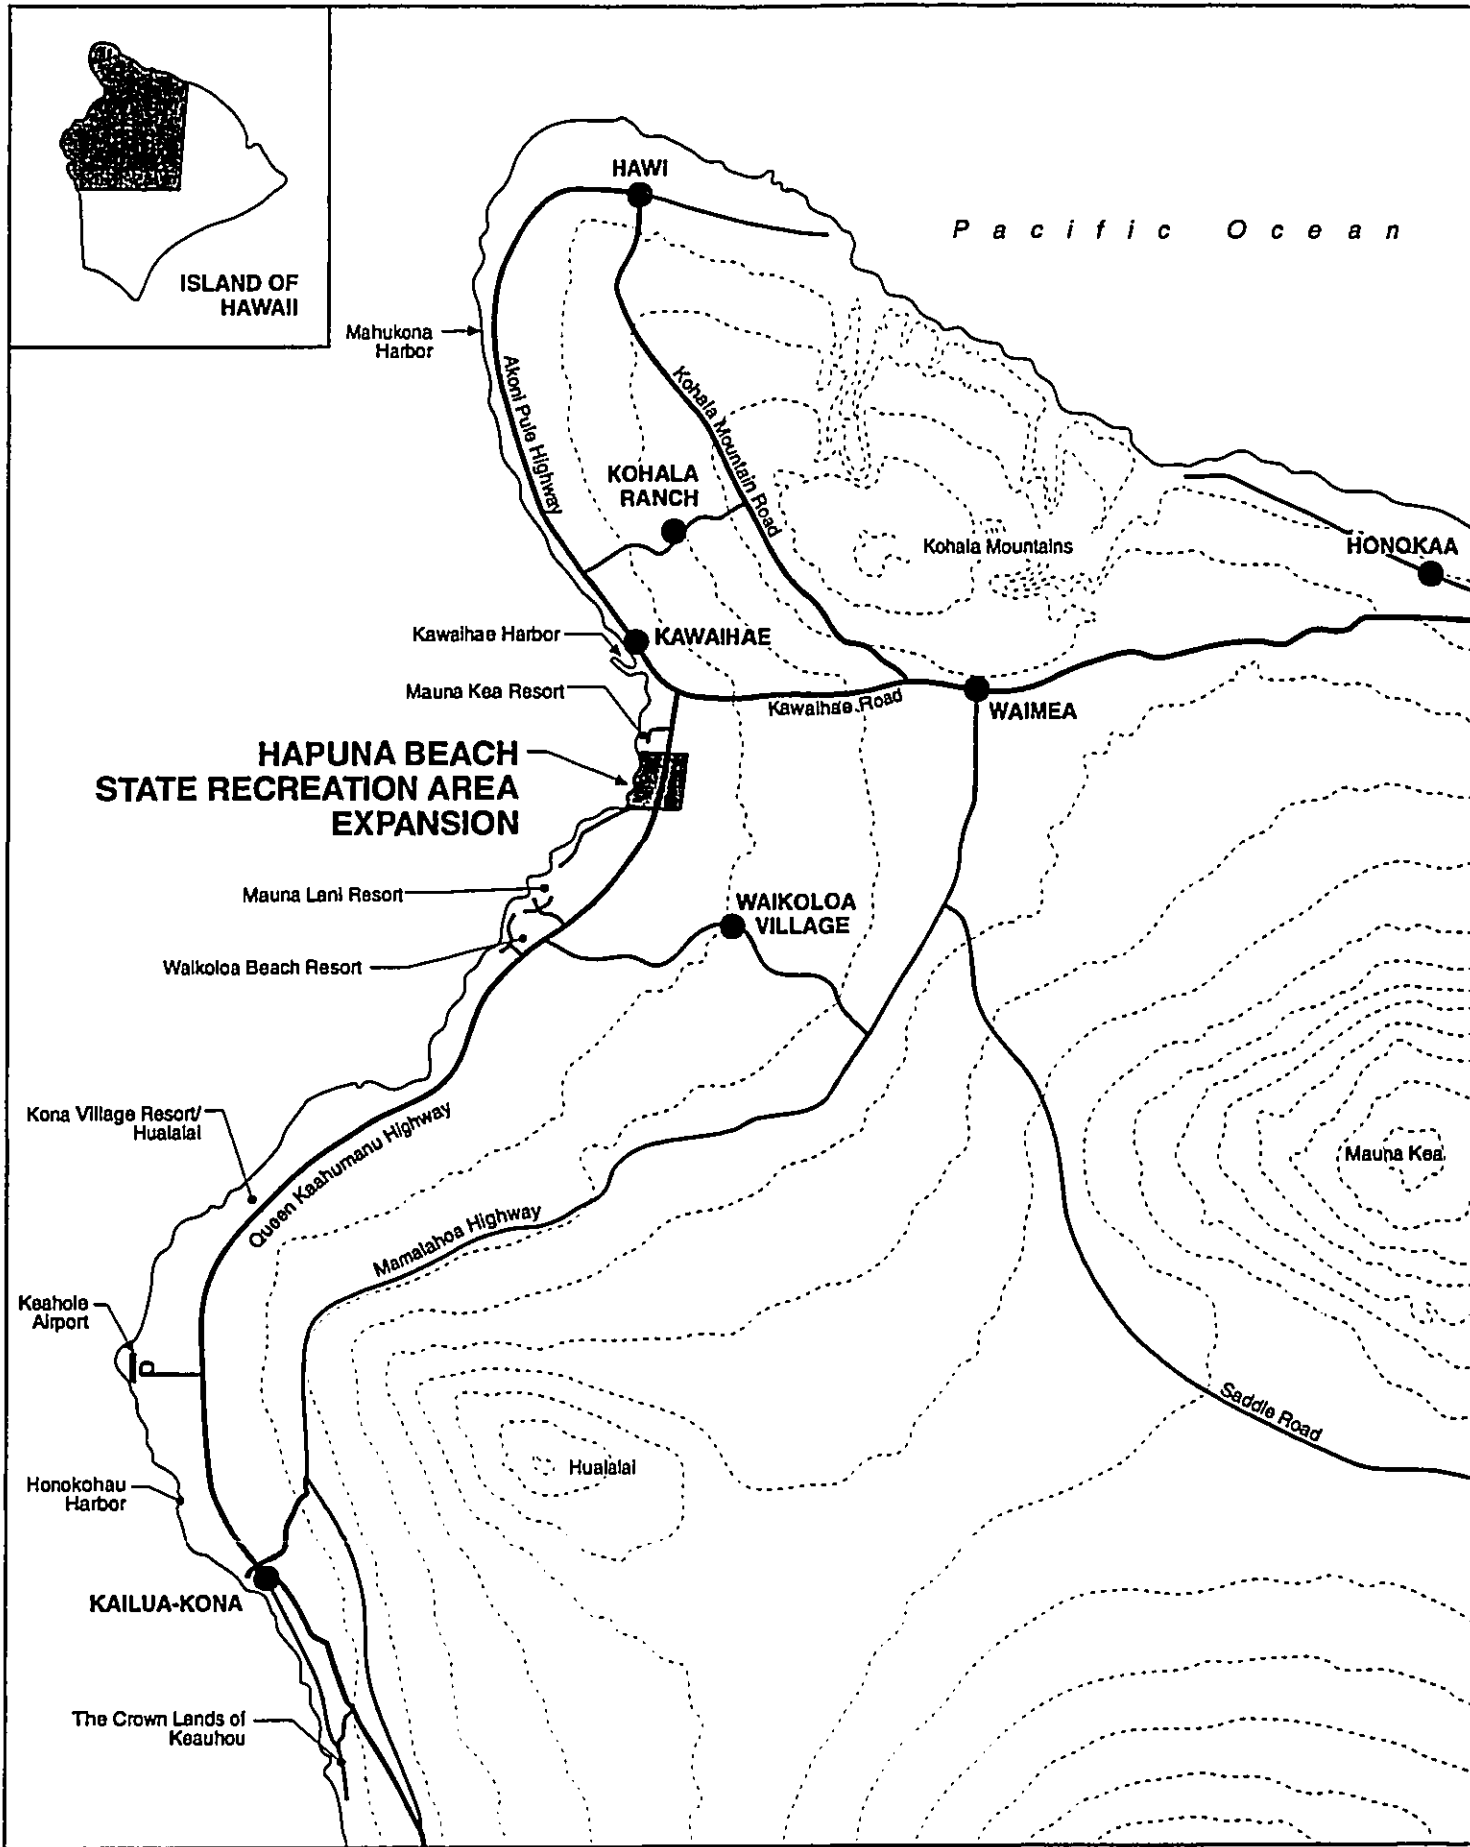 ISLAND OF
HAWAII
HAWI
Pacific Ocean
Mahukona
Harbor
Akoni Pule Highway
Kohala Mountain Road
KOHALA
RANCH
Kohala Mountains
HONOKAA
Kawaihae Harbor
KAWAIHAE
Mauna Kea Resort
Kawaihae Road
WAIMEA
HAPUNA BEACH
STATE RECREATION AREA
EXPANSION
Mauna Lani Resort
WAIKOLOA
VILLAGE
Waikoloa Beach Resort
Kona Village Resort/
Hualalai
Queen Kaahumanu Highway
Mauna Kea
Mamalahoa Highway
Keahole
Airport
Saddle Road
Hualalai
Honokohau
Harbor
KAILUA-KONA
The Crown Lands of
Keauhou